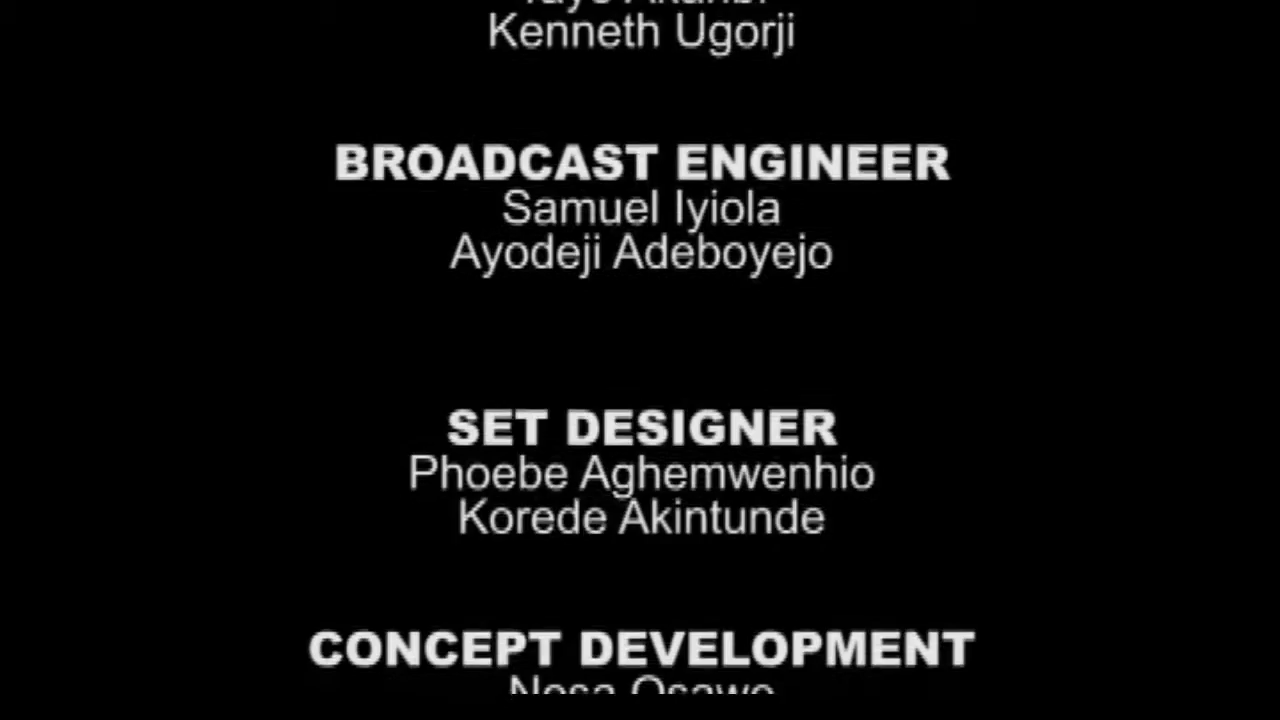 Kenneth Ugorji
BROADCAST ENGINEER
Samuel Iyiola
Ayodeji Adeboyejo
SET DESIGNER
Phoebe Aghemwenhio
Korede Akintunde
CONCEPT DEVELOPMENT